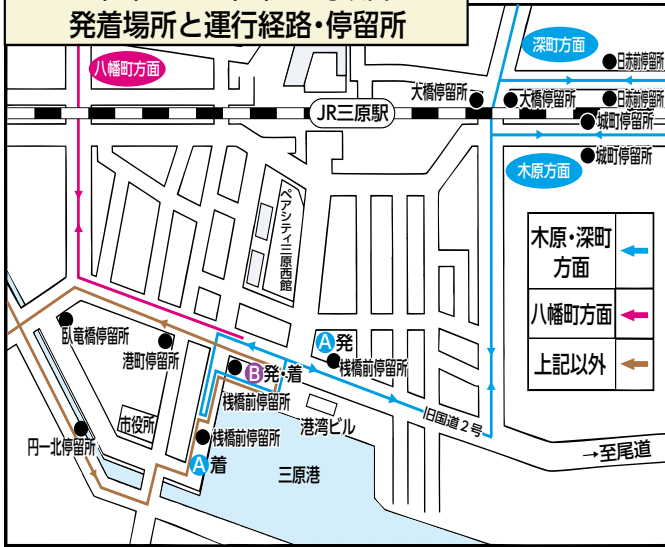 発着場所と運行経路・停留所
深町方面
八幡町方面
日赤前停留所
大橋停留所
大橋停留所
日赤前停留所
JR三原駅
城町停留所
城町停留所
木原方面
ペアシティ三原西館
木原・深町
方面
八幡町方面
上記以外
臥竜橋停留所
港町停留所
A発
桟橋前停留所
B発・着
桟橋前停留所
港湾ビル
旧国道2号
市役所
円一北停留所
桟橋前停留所
A着
三原港
→至尾道